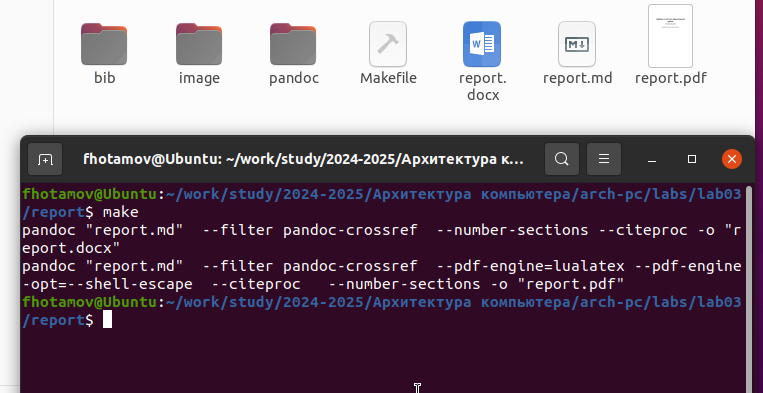 bib
image
pandoc
Makefile
report.
docx
report.md
report.pdf
fhotamov@Ubuntu: ~/work/study/2024-2025/Архитектура к...
fhotamov@Ubuntu:~/work/study/2024-2025/Архитектура компьютера/arch-pc/labs/lab03
/report$ make
pandoc "report.md"  --filter pandoc-crossref  --number-sections --citeproc -o "r
eport.docx"
pandoc "report.md"  --filter pandoc-crossref  --pdf-engine=lualatex --pdf-engine
-opt=--shell-escape  --citeproc   --number-sections -o "report.pdf"
fhotamov@Ubuntu:~/work/study/2024-2025/Архитектура компьютера/arch-pc/labs/lab03
/report$